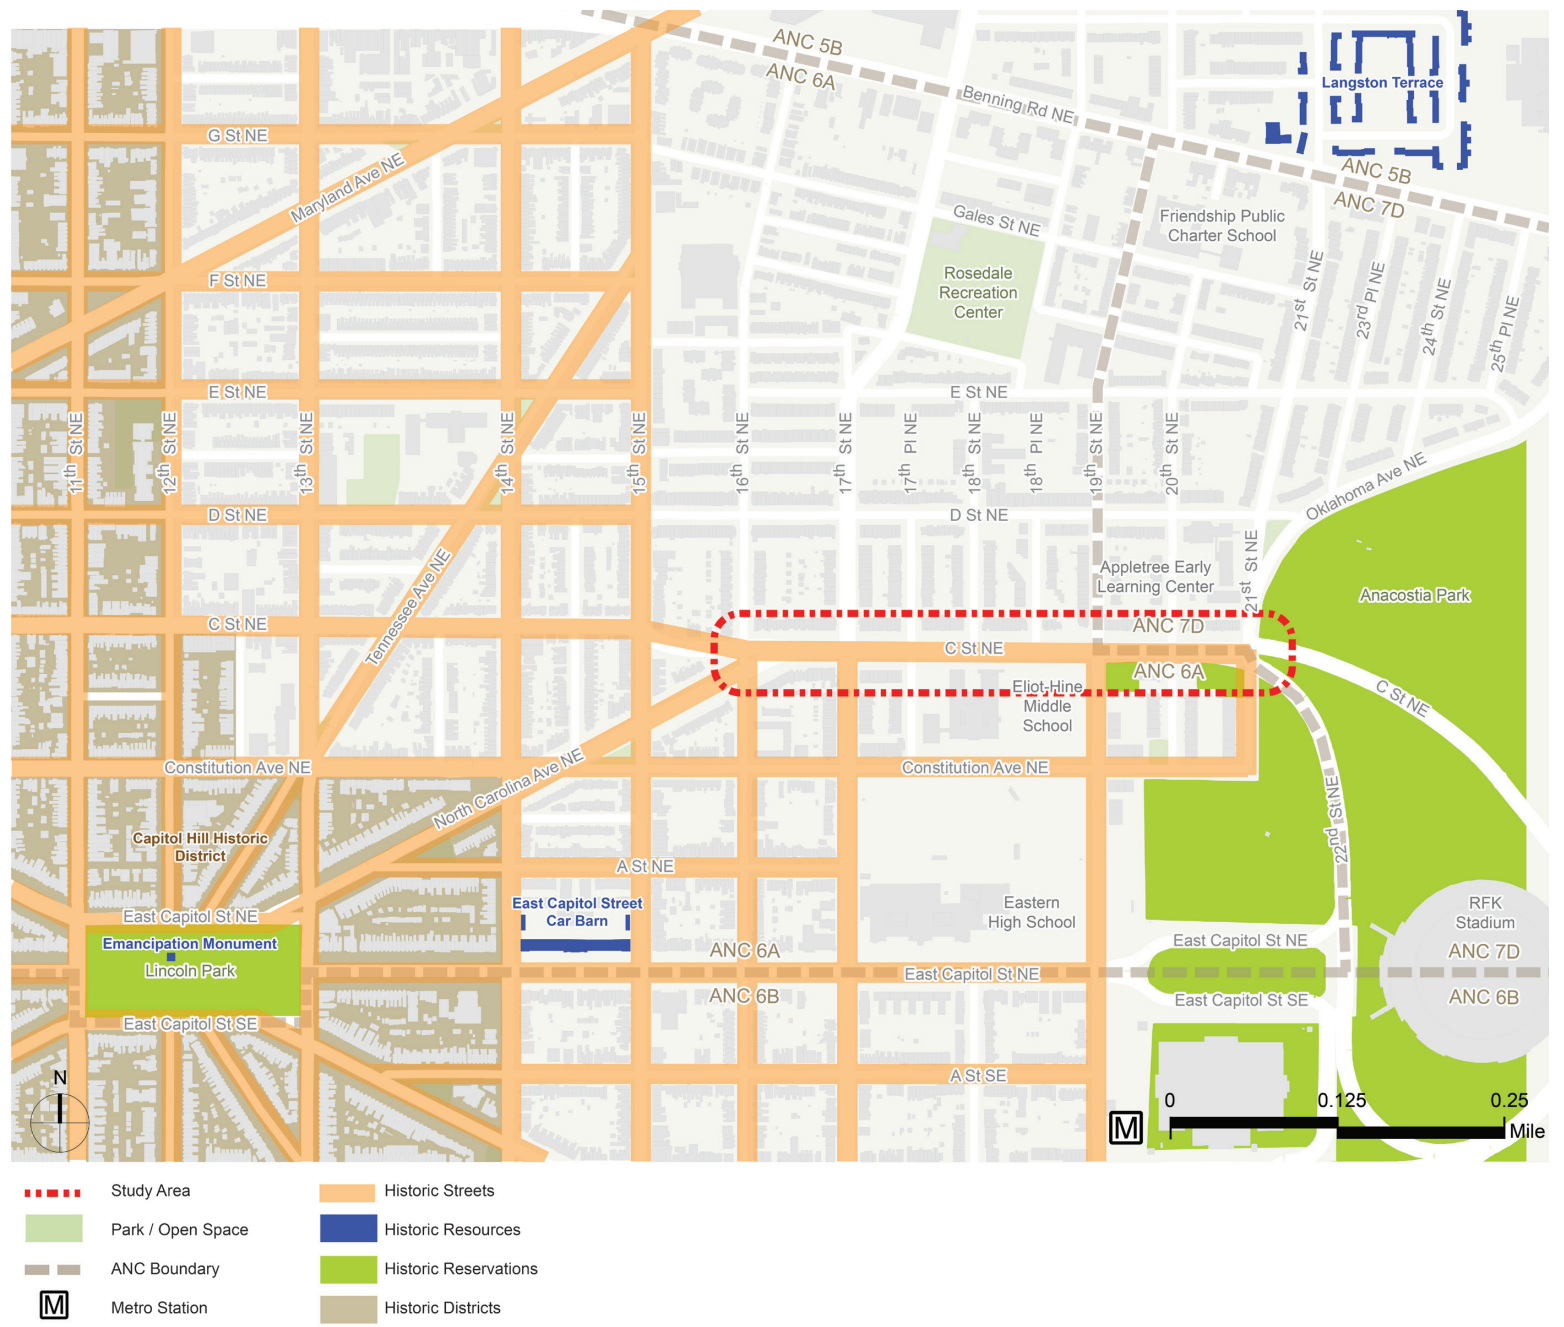 ANC 5B
ANC 6A
Benning Rd NE
Langston Terrace
ANC 5B
ANC 7D
G St NE
Maryland Ave NE
Friendship Public
Charter School
Gales St NE
F St NE
Rosedale
Recreation
Center
21st St NE
23rd Pl NE
24th St NE
25th Pl NE
E St NE
E St NE
11th St NE
12th St NE
13th St NE
14th St NE
15th St NE
16th St NE
17th St NE
17th Pl NE
18th St NE
18th Pl NE
19th St NE
20th St NE
Oklahoma Ave NE
D St NE
D St NE
21st St NE
Tennessee Ave NE
Appletree Early
Learning Center
Anacostia Park
C St NE
ANC 7D
C St NE
ANC 6A
Eliot-Hine
Middle
School
C St NE
Constitution Ave NE
Constitution Ave NE
North Carolina Ave NE
22nd St NE
Capitol Hill Historic
District
A St NE
East Capitol Street
Car Barn
Eastern
High School
RFK
Stadium
East Capitol St NE
Emancipation Monument
Lincoln Park
ANC 6A
East Capitol St NE
ANC 7D
East Capitol St NE
ANC 6B
East Capitol St SE
ANC 6B
East Capitol St SE
A St SE
N
M
0
0.125
0.25
Mile
Study Area
Historic Streets
Park / Open Space
Historic Resources
ANC Boundary
Historic Reservations
M
Metro Station
Historic Districts